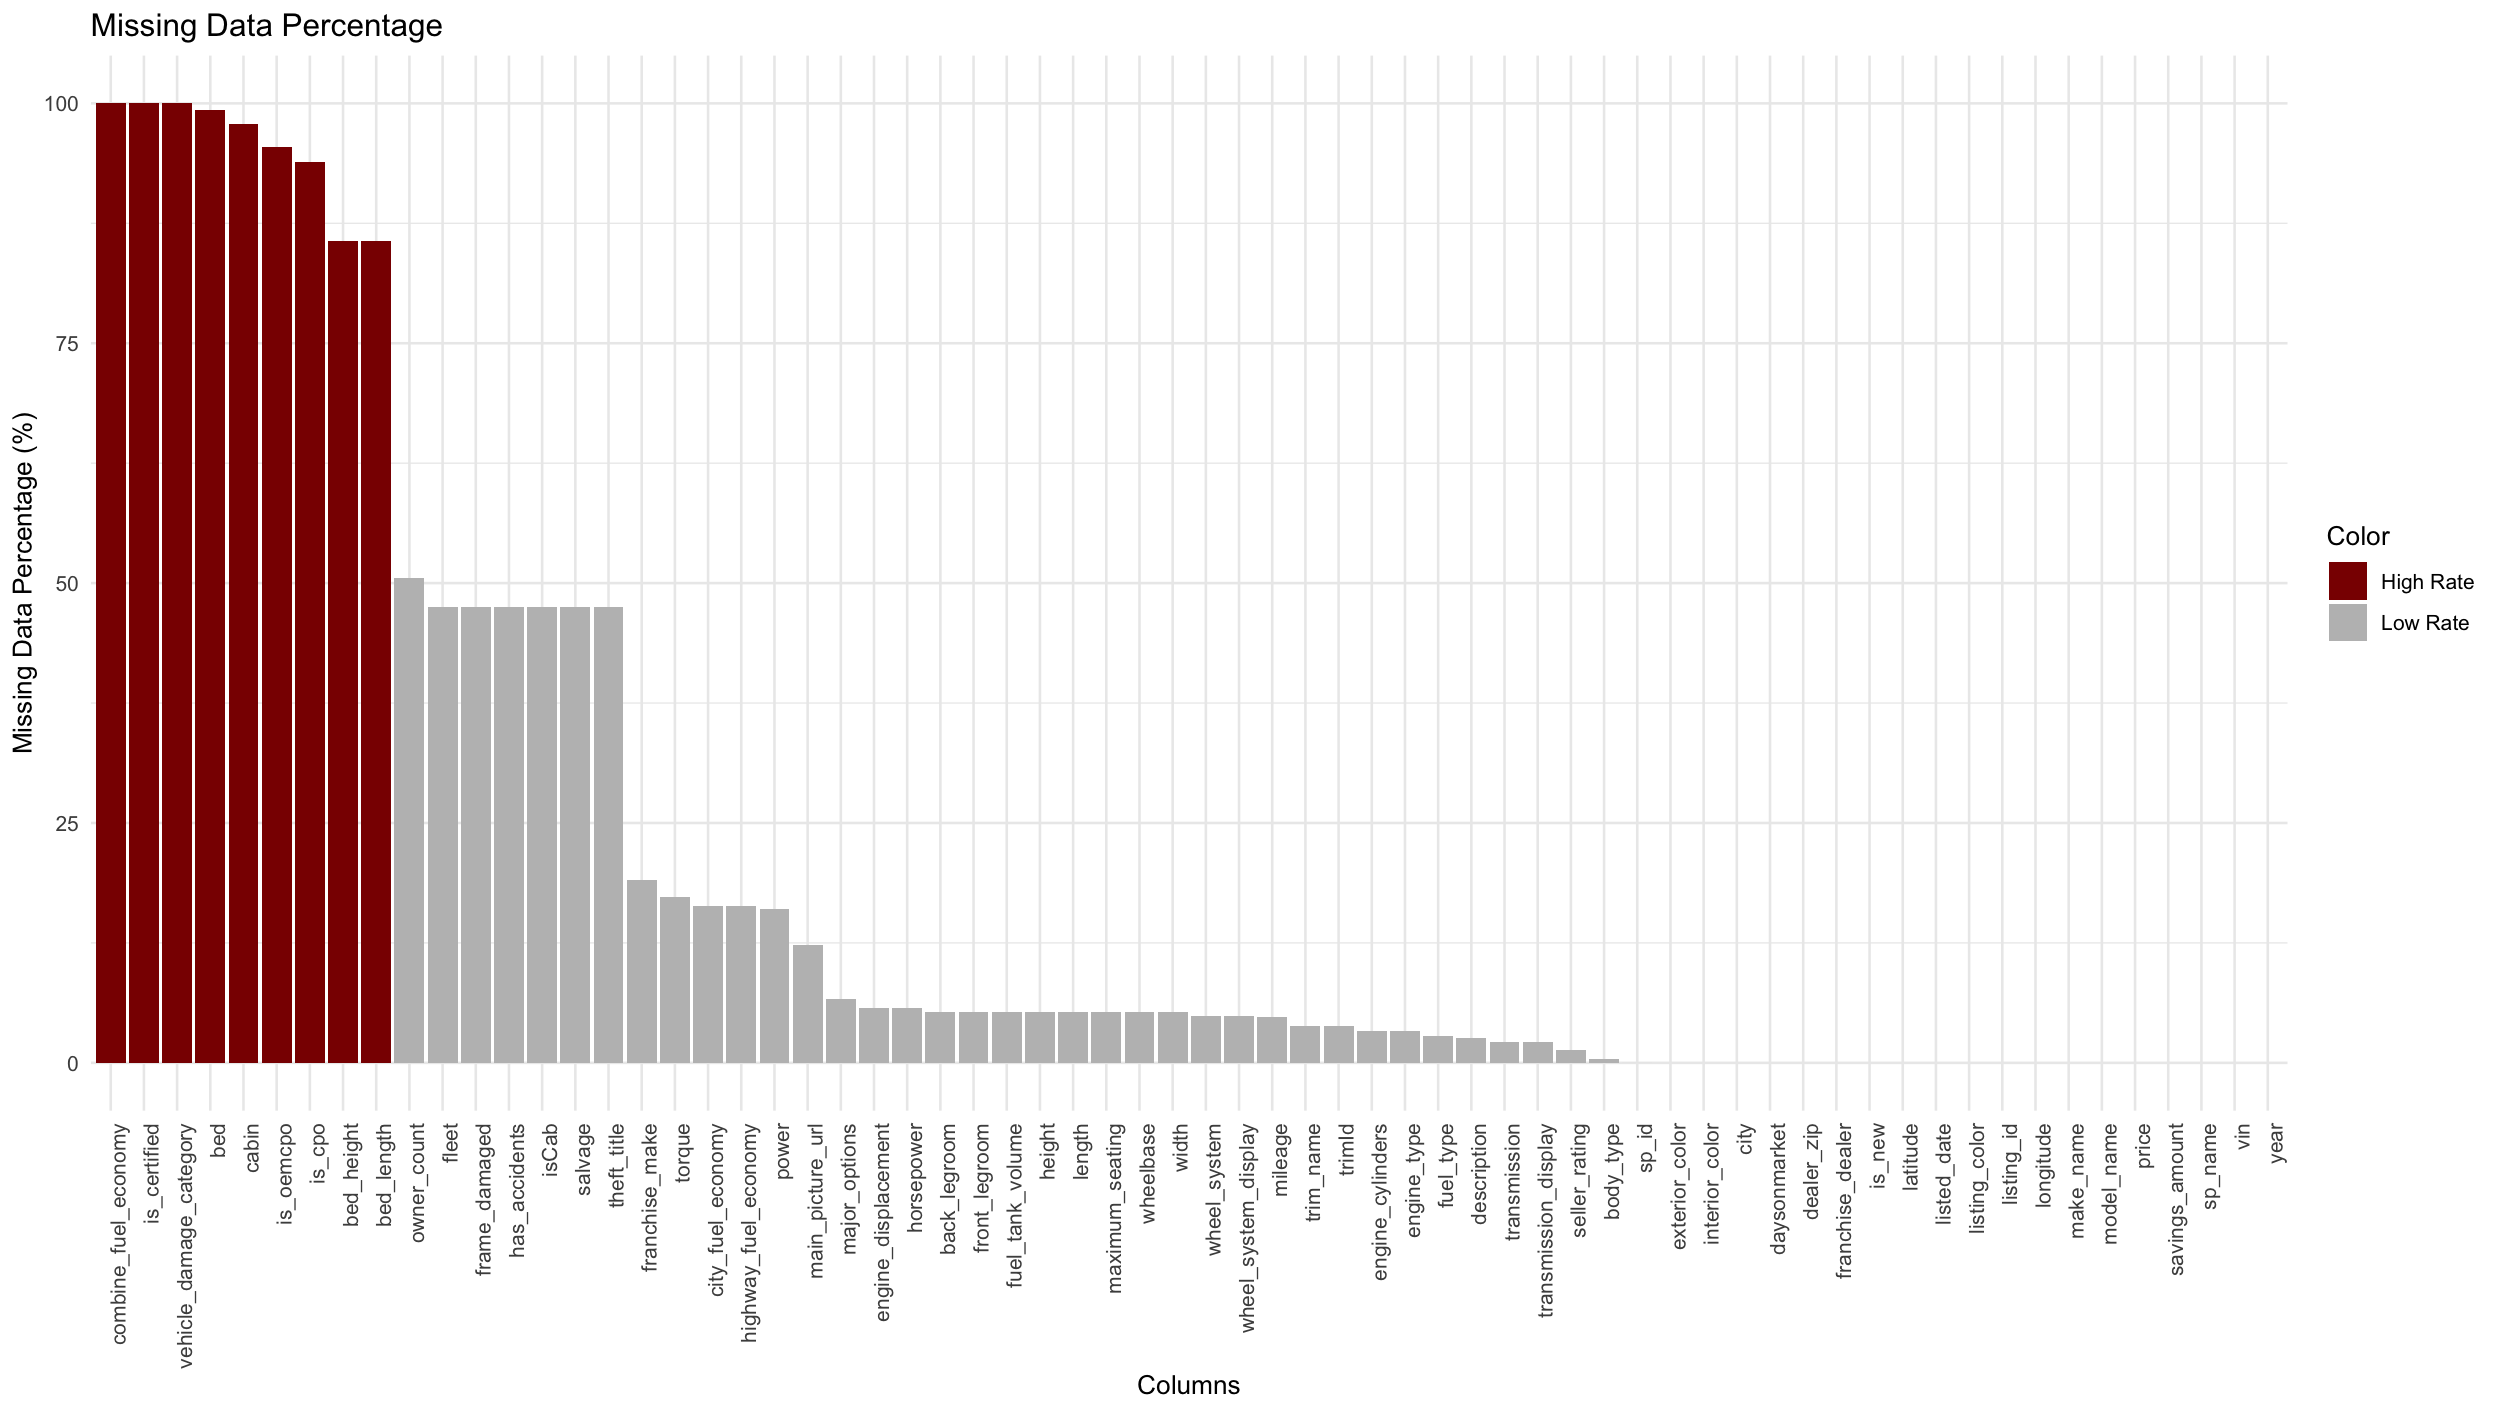 Missing Data Percentage
Missing Data Percentage (%)
100
75
50
25
0
combine_fuel_economy
is_certified
vehicle_damage_category
bed
cabin
is_oemcpo
is_cpo
bed_height
bed_length
owner_count
fleet
frame_damaged
has_accidents
isCab
salvage
theft_title
franchise_make
torque
city_fuel_economy
highway_fuel_economy
power
main_picture_url
major_options
engine_displacement
horsepower
back_legroom
front_legroom
fuel_tank_volume
height
length
maximum_seating
wheelbase
width
wheel_system
wheel_system_display
mileage
trim_name
trimId
engine_cylinders
engine_type
fuel_type
description
transmission
transmission_display
seller_rating
body_type
sp_id
exterior_color
interior_color
city
daysonmarket
dealer_zip
franchise_dealer
is_new
latitude
listed_date
listing_color
listing_id
longitude
make_name
model_name
price
savings_amount
sp_name
vin
year
Columns
Color
High Rate
Low Rate